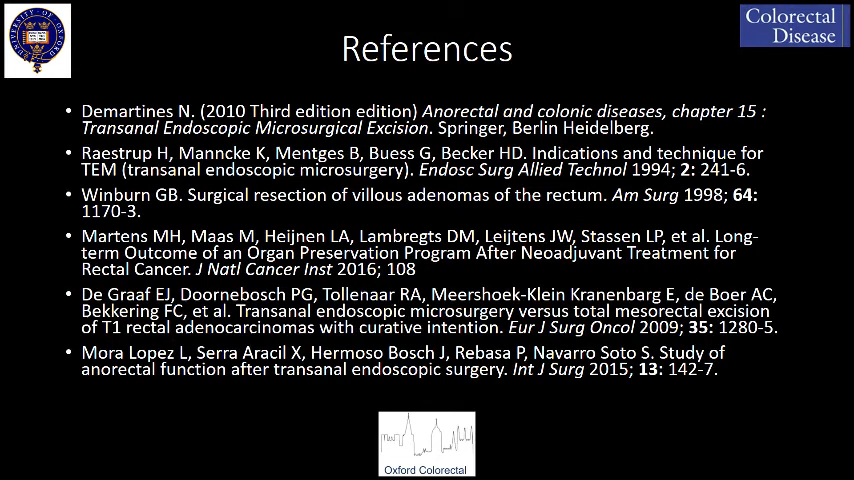 Colorectal
Disease
References
• Demartines N. (2010 Third edition edition) Anorectal and colonic diseases, chapter 15 :
Transanal Endoscopic Microsurgical Excision. Springer, Berlin Heidelberg.
• Raestrup H, Manncke K, Mentges B, Buess G, Becker HD. Indications and technique for
TEM (transanal endoscopic microsurgery). Endosc Surg Allied Technol 1994; 2: 241-6.
• Winburn GB. Surgical resection of villous adenomas of the rectum. Am Surg 1998; 64:
1170-3.
• Martens MH, Maas M, Heijnen LA, Lambregts DM, Leijtens JW, Stassen LP, et al. Long-
term Outcome of an Organ Preservation Program After Neoadjuvant Treatment for
Rectal Cancer. J Natl Cancer Inst 2016; 108
• De Graaf EJ, Doornebosch PG, Tollenaar RA, Meershoek-Klein Kranenbarg E, de Boer AC,
Bekkering FC, et al. Transanal endoscopic microsurgery versus total mesorectal excision
of T1 rectal adenocarcinomas with curative intention. Eur J Surg Oncol 2009; 35: 1280-5.
• Mora Lopez L, Serra Aracil X, Hermoso Bosch J, Rebasa P, Navarro Soto S. Study of
anorectal function after transanal endoscopic surgery. Int J Surg 2015; 13: 142-7.
Oxford Colorectal